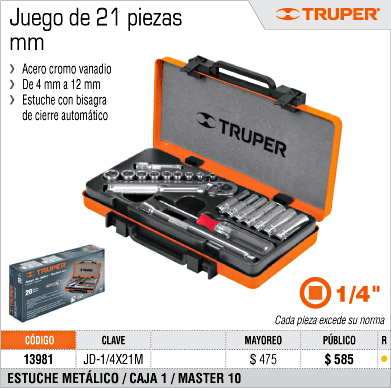 Juego de 21 piezas
mm
TRUPER®
Acero cromo vanadio
De 4 mm a 12 mm
Estuche con bisagra
de cierre automático
TRUPER
TRUPER
20
1/4"
Cada pieza excede su norma
CÓDIGO CLAVE MAYOREO PÚBLICO R
13981 JD-1/4X21M $ 475 $ 585
ESTUCHE METÁLICO / CAJA 1 / MASTER 10